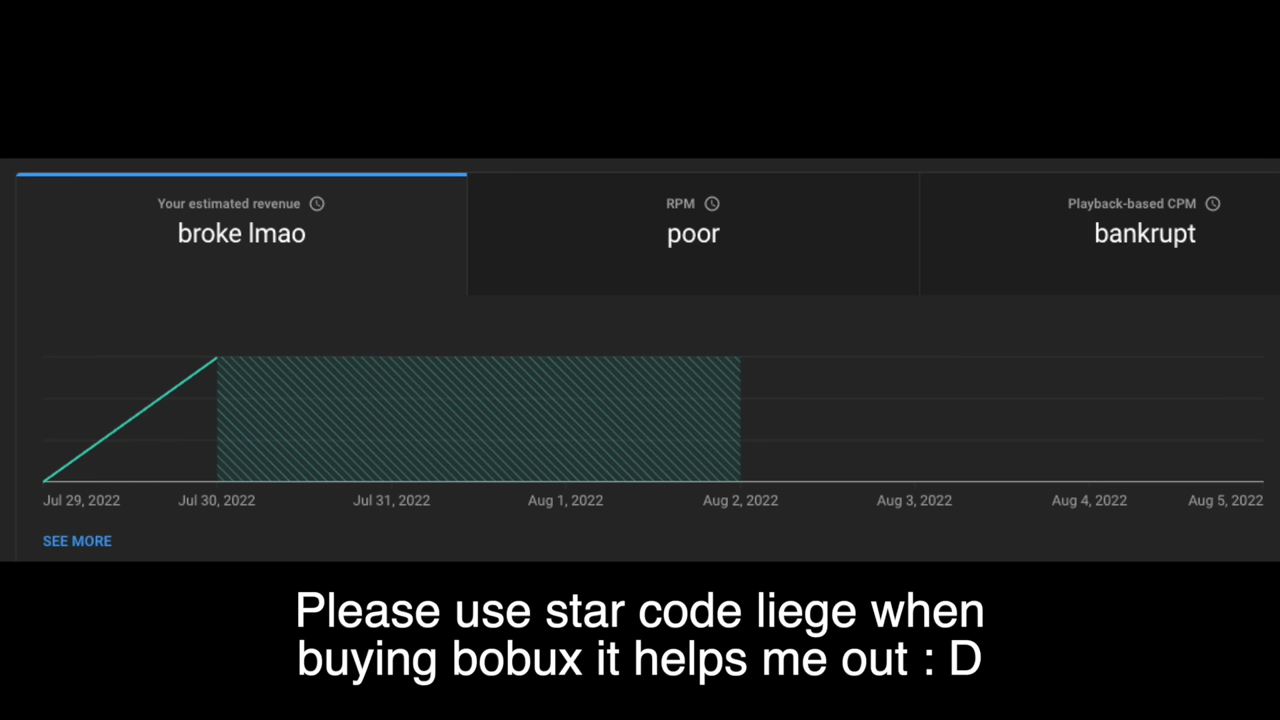 Your estimated revenue RPM Playback-based CPM
broke lmao poor bankrupt
Jul 29, 2022 Jul 30, 2022 Jul 31, 2022 Aug 1, 2022 Aug 2, 2022 Aug 3, 2022 Aug 4, 2022 Aug 5, 2022
SEE MORE
Please use star code liege when
buying bobux it helps me out : D